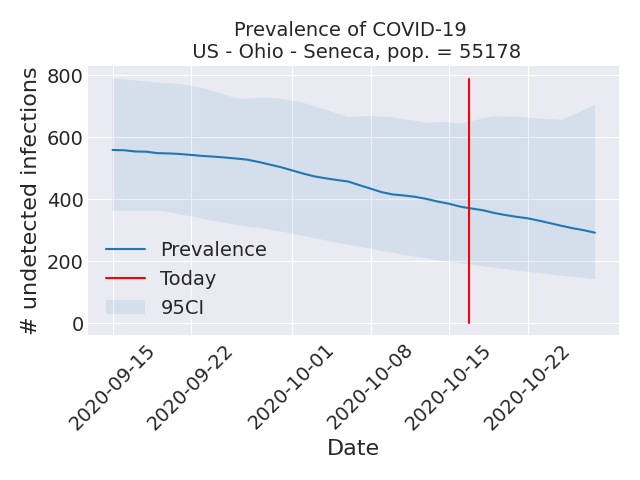 Prevalence of COVID-19
US - Ohio - Seneca, pop. = 55178
# undetected infections
800
600
400
200
0
Prevalence
Today
95CI
2020-09-15
2020-09-22
2020-10-01
2020-10-08
2020-10-15
2020-10-22
Date